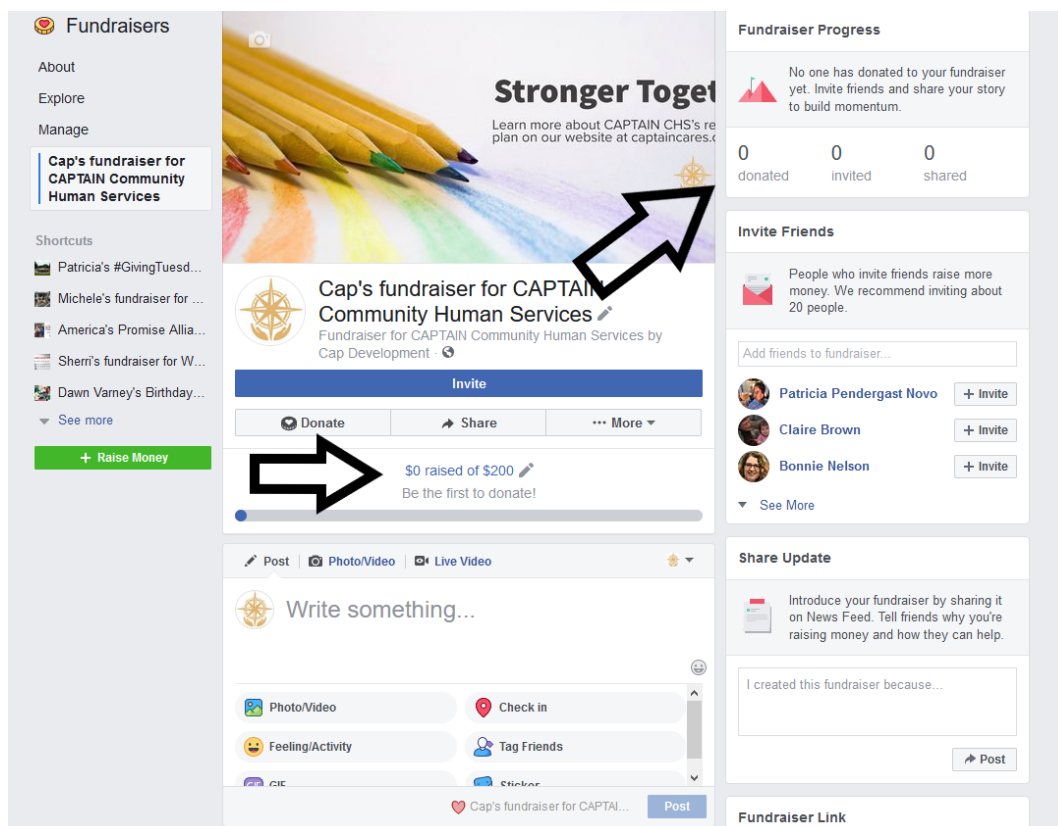 Fundraisers
About
Explore
Manage
Cap's fundraiser for
CAPTAIN Community
Human Services
Shortcuts
Patricia's #GivingTuesd...
Michele's fundraiser for ...
America's Promise Allia...
Sherri's fundraiser for W...
Dawn Varney's Birthday...
See more
+ Raise Money
Stronger Toget
Learn more about CAPTAIN CHS's re
plan on our website at captaincares.
Cap's fundraiser for CAPTAIN
Community Human Services
Fundraiser for CAPTAIN Community Human Services by
Cap Development ·
Invite
Donate
Share
••• More
$0 raised of $200
Be the first to donate!
Post
Photo/Video
Live Video
Write something...
Photo/Video
Check in
Feeling/Activity
Tag Friends
GIF
Sticker
Cap's fundraiser for CAPTAI...
Post
Fundraiser Progress
No one has donated to your fundraiser
yet. Invite friends and share your story
to build momentum.
0 0 0
donated invited shared
Invite Friends
People who invite friends raise more
money. We recommend inviting about
20 people.
Add friends to fundraiser...
Patricia Pendergast Novo + Invite
Claire Brown + Invite
Bonnie Nelson + Invite
See More
Share Update
Introduce your fundraiser by sharing it
on News Feed. Tell friends why you're
raising money and how they can help.
I created this fundraiser because...
Post
Fundraiser Link